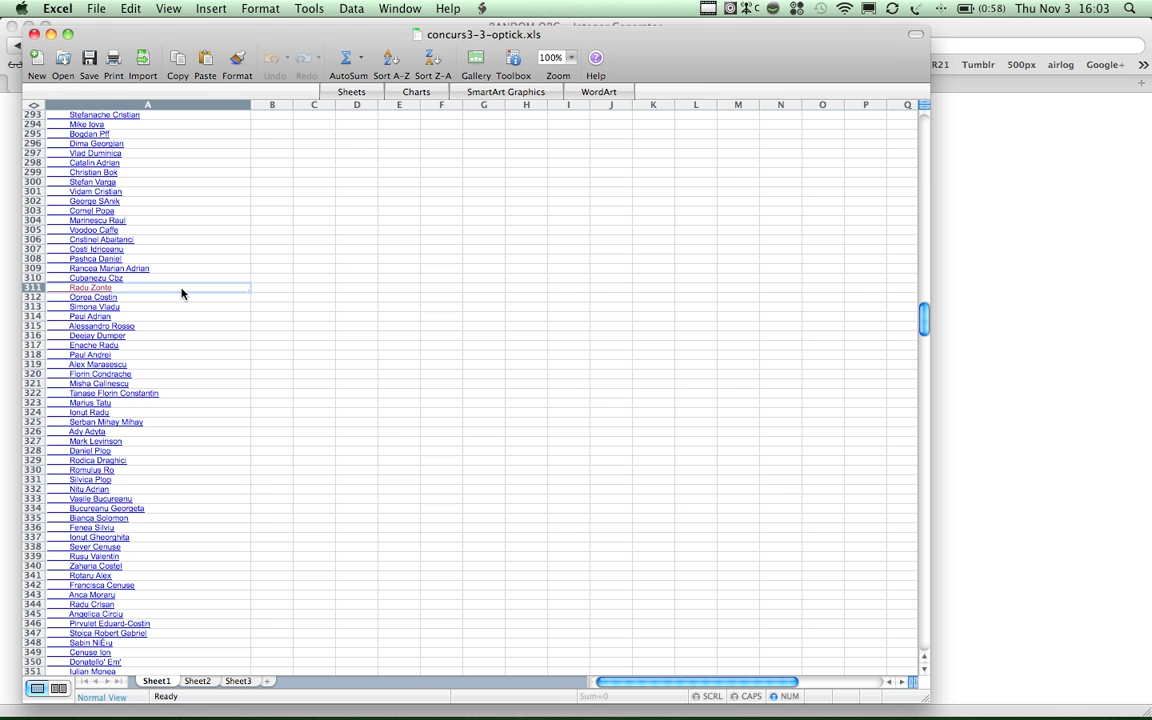 Excel File Edit View Insert Format Tools Data Window Help (0:58) Thu Nov 3 16:03
RANDOM.ORG - Integer Generator
concurs3-3-optick.xls
New Open Save Print Import Copy Paste Format Undo Redo AutoSum Sort A-Z Sort Z-A Gallery Toolbox 100% Zoom Help
R21 Tumblr 500px airlog Google+
Sheets Charts SmartArt Graphics WordArt
A B C D E F G H I J K L M N O P Q
293 Stefanache Cristian
294 Mike Iova
295 Bogdan Pff
296 Dima Georgian
297 Vlad Duminica
298 Catalin Adrian
299 Christian Bok
300 Stefan Varga
301 Vidam Cristian
302 George SAnik
303 Cornel Popa
304 Marinescu Raul
305 Voodoo Caffe
306 Cristinel Abaitanci
307 Costi Idriceanu
308 Pashca Daniel
309 Rancea Marian Adrian
310 Cubanezu Cbz
311 Radu Zonte
312 Oprea Costin
313 Simona Vladu
314 Paul Adrian
315 Alessandro Rosso
316 Deejay Dumper
317 Enache Radu
318 Paul Andrei
319 Alex Marasescu
320 Florin Condrache
321 Misha Calinescu
322 Tanase Florin Constantin
323 Marius Tatu
324 Ionut Radu
325 Serban Mihay Mihay
326 Ady Adyta
327 Mark Levinson
328 Daniel Plop
329 Rodica Draghici
330 Romulus Ro
331 Silvica Plop
332 Nitu Adrian
333 Vasile Bucureanu
334 Bucureanu Georgeta
335 Bianca Solomon
336 Fenea Silviu
337 Ionut Gheorghita
338 Sever Cenuse
339 Rusu Valentin
340 Zaharia Costel
341 Rotaru Alex
342 Francisca Cenuse
343 Anca Moraru
344 Radu Crisan
345 Angelica Circiu
346 Pirvulet Eduard-Costin
347 Stoica Robert Gabriel
348 Sabin
349 Cenuse Ion
350 Donatello' Em'
351 Iulian Monea
Sheet1 Sheet2 Sheet3
Normal View Ready Sum=0 SCRL CAPS NUM